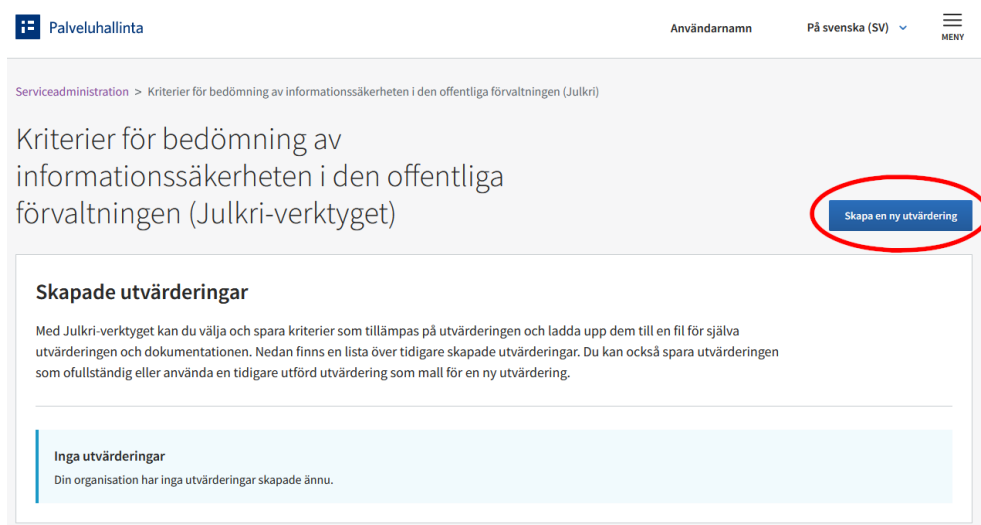 Palveluhallinta
Användarnamn
På svenska (SV)
MENY
Serviceadministration > Kriterier för bedömning av informationssäkerheten i den offentliga förvaltningen (Julkri)
Kriterier för bedömning av
informationssäkerheten i den offentliga
förvaltningen (Julkri-verktyget)
Skapa en ny utvärdering
Skapade utvärderingar
Med Julkri-verktyget kan du välja och spara kriterier som tillämpas på utvärderingen och ladda upp dem till en fil för själva
utvärderingen och dokumentationen. Nedan finns en lista över tidigare skapade utvärderingar. Du kan också spara utvärderingen
som ofullständig eller använda en tidigare utförd utvärdering som mall för en ny utvärdering.
Inga utvärderingar
Din organisation har inga utvärderingar skapade ännu.